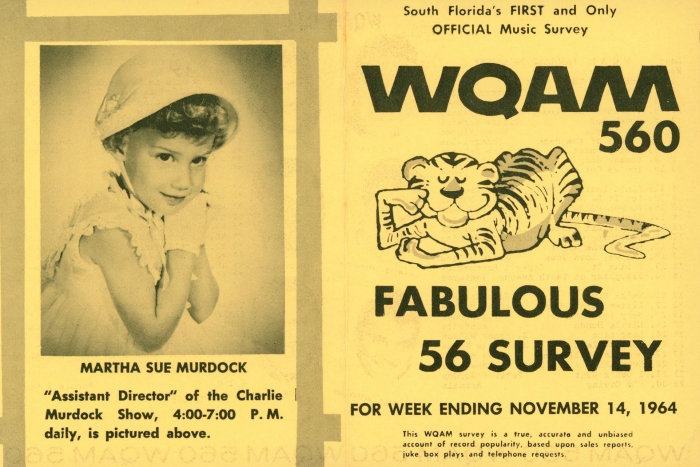 MARTHA SUE MURDOCK
"Assistant Director" of the Charlie
Murdock Show, 4:00-7:00 P. M.
daily, is pictured above.
South Florida's FIRST and Only
OFFICIAL Music Survey
WQAM
560
FABULOUS
56 SURVEY
FOR WEEK ENDING NOVEMBER 14, 1964
This WQAM survey is a true, accurate and unbiased
account of record popularity, based upon sales reports,
juke box plays and telephone requests.